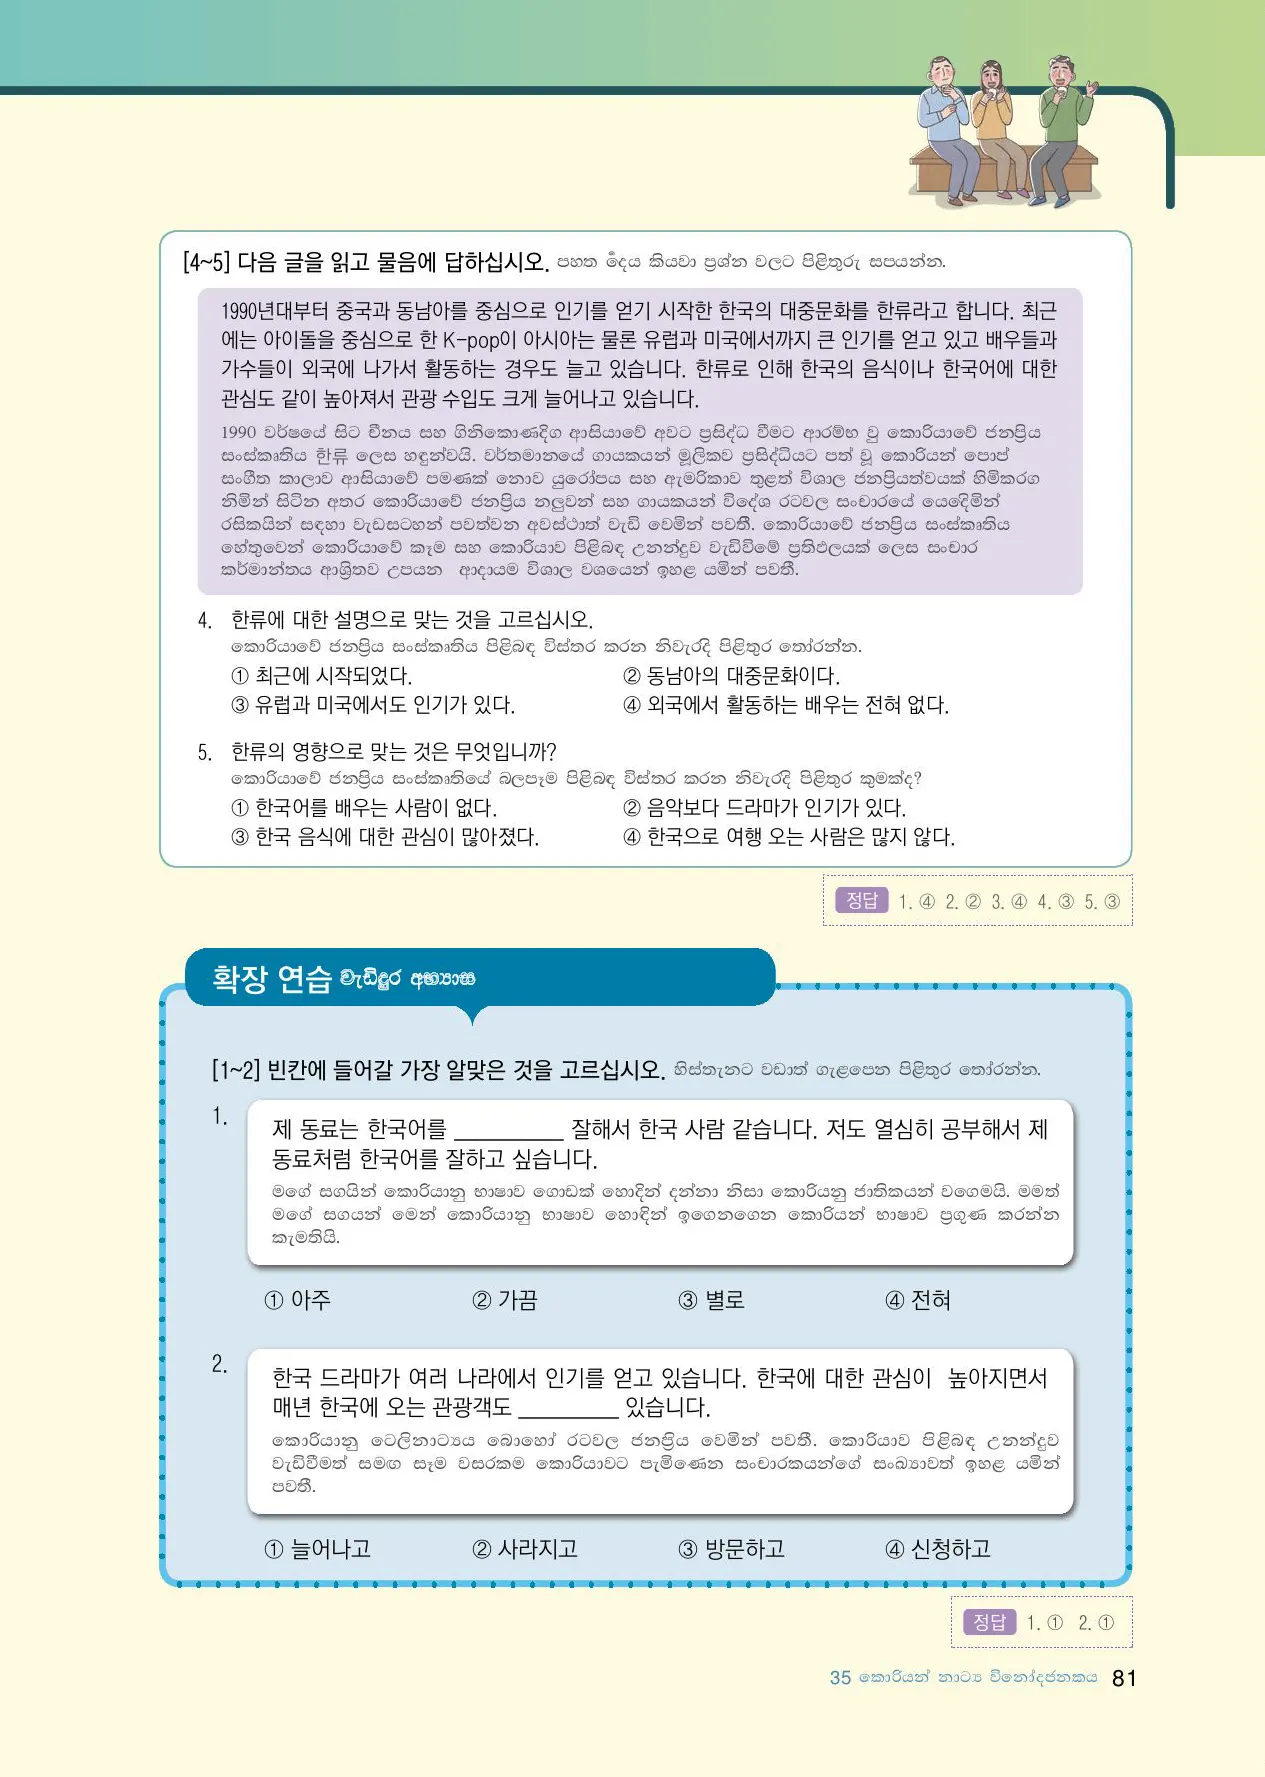 [4~5] 다음 글을 읽고 물음에 답하십시오. පහත ඡේදය කියවා ප්‍රශ්න වලට පිළිතුරු සපයන්න.
1990년대부터 중국과 동남아를 중심으로 인기를 얻기 시작한 한국의 대중문화를 한류라고 합니다. 최근
에는 아이돌을 중심으로 한 K-pop이 아시아는 물론 유럽과 미국에서까지 큰 인기를 얻고 있고 배우들과
가수들이 외국에 나가서 활동하는 경우도 늘고 있습니다. 한류로 인해 한국의 음식이나 한국어에 대한
관심도 같이 높아져서 관광 수입도 크게 늘어나고 있습니다.
1990 වර්ෂයේ සිට චීනය සහ ගිනිකොණදිග ආසියාවේ අවට ප්‍රසිද්ධ වීමට ආරම්භ වු කොරියාවේ ජනප්‍රිය
සංස්කෘතිය 한류 ලෙස හඳුන්වයි. වර්තමානයේ ගායකයන් මූලිකව ප්‍රසිද්ධියට පත් වූ කොරියන් පොප්
සංගීත කාලාව ආසියාවේ පමණක් නොව යුරෝපය සහ ඇමරිකාව තුළත් විශාල ජනප්‍රියත්වයක් හිමිකරග
නිමින් සිටින අතර කොරියාවේ ජනප්‍රිය නලුවන් සහ ගායකයන් විදේශ රටවල සංචාරයේ යෙදෙමින්
රසිකයින් සඳහා වැඩසටහන් පවත්වන අවස්ථාත් වැඩි වෙමින් පවතී. කොරියාවේ ජනප්‍රිය සංස්කෘතිය
හේතුවෙන් කොරියාවේ කෑම සහ කොරියාව පිළිබඳ උනන්දුව වැඩිවීමේ ප්‍රතිඵලයක් ලෙස සංචාර
කර්මාන්තය ආශ්‍රිතව උපයන ආදායම විශාල වශයෙන් ඉහළ යමින් පවතී.
4. 한류에 대한 설명으로 맞는 것을 고르십시오.
කොරියාවේ ජනප්‍රිය සංස්කෘතිය පිළිබඳ විස්තර කරන නිවැරදි පිළිතුර තෝරන්න.
① 최근에 시작되었다. ② 동남아의 대중문화이다.
③ 유럽과 미국에서도 인기가 있다. ④ 외국에서 활동하는 배우는 전혀 없다.
5. 한류의 영향으로 맞는 것은 무엇입니까?
කොරියාවේ ජනප්‍රිය සංස්කෘතියේ බලපෑම පිළිබඳ විස්තර කරන නිවැරදි පිළිතුර කුමක්ද?
① 한국어를 배우는 사람이 없다. ② 음악보다 드라마가 인기가 있다.
③ 한국 음식에 대한 관심이 많아졌다. ④ 한국으로 여행 오는 사람은 많지 않다.
정답 1. ④ 2. ② 3. ④ 4. ③ 5. ③
확장 연습 වැඩිදුර අභ්‍යාස
[1~2] 빈칸에 들어갈 가장 알맞은 것을 고르십시오. හිස්තැනට වඩාත් ගැළපෙන පිළිතුර තෝරන්න.
1.
제 동료는 한국어를 __________ 잘해서 한국 사람 같습니다. 저도 열심히 공부해서 제
동료처럼 한국어를 잘하고 싶습니다.
මගේ සගයින් කොරියානු භාෂාව ගොඩක් හොදින් දන්නා නිසා කොරියනු ජාතිකයන් වගෙමයි. මමත්
මගේ සගයන් මෙන් කොරියානු භාෂාව හොඳින් ඉගෙනගෙන කොරියන් භාෂාව ප්‍රගුණ කරන්න
කැමතියි.
① 아주 ② 가끔 ③ 별로 ④ 전혀
2.
한국 드라마가 여러 나라에서 인기를 얻고 있습니다. 한국에 대한 관심이 높아지면서
매년 한국에 오는 관광객도 _________ 있습니다.
කොරියානු ටෙලිනාට්‍යය බොහෝ රටවල ජනප්‍රිය වෙමින් පවතී. කොරියාව පිළිබඳ උනන්දුව
වැඩිවීමත් සමඟ සෑම වසරකම කොරියාවට පැමිණෙන සංචාරකයන්ගේ සංඛ්‍යාවත් ඉහළ යමින්
පවතී.
① 늘어나고 ② 사라지고 ③ 방문하고 ④ 신청하고
정답 1. ① 2. ①
35 කොරියන් නාට්‍ය විනෝදජනකය 81